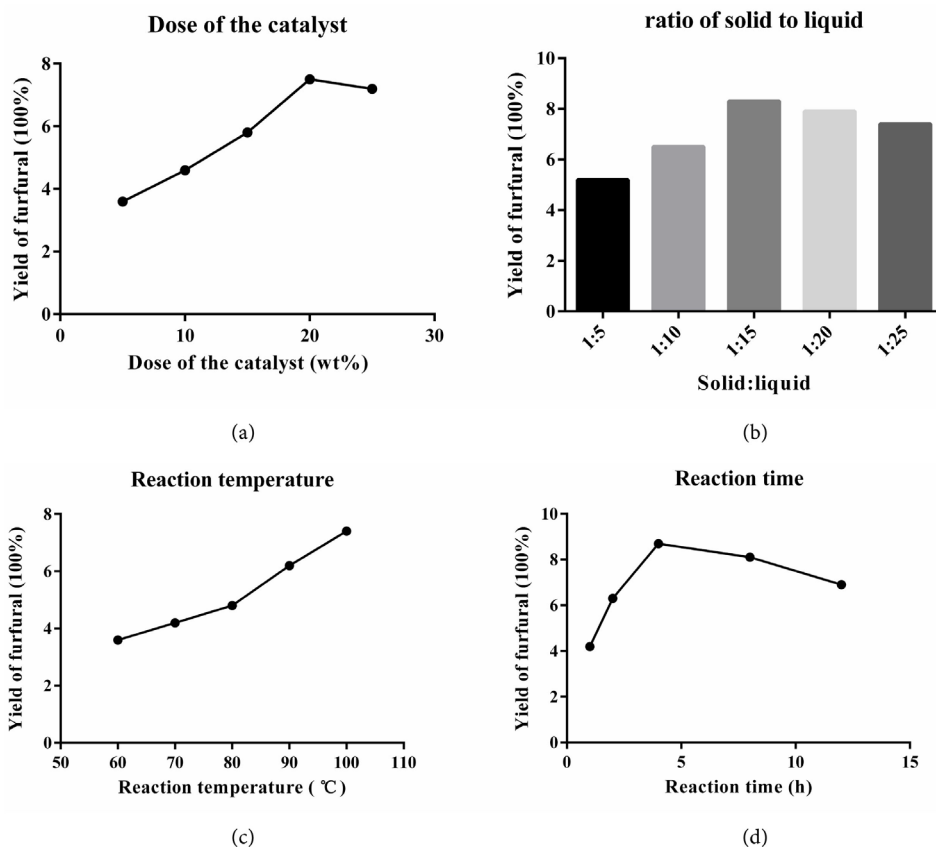 Dose of the catalyst
Yield of furfural (100%)
8
6
4
2
0
0 10 20 30
Dose of the catalyst (wt%)
(a)
ratio of solid to liquid
Yield of furfural (100%)
10
8
6
4
2
0
1:5 1:10 1:15 1:20 1:25
Solid:liquid
(b)
Reaction temperature
Yield of furfural (100%)
8
6
4
2
0
50 60 70 80 90 100 110
Reaction temperature ( ℃)
(c)
Reaction time
Yield of furfural (100%)
10
8
6
4
2
0
0 5 10 15
Reaction time (h)
(d)